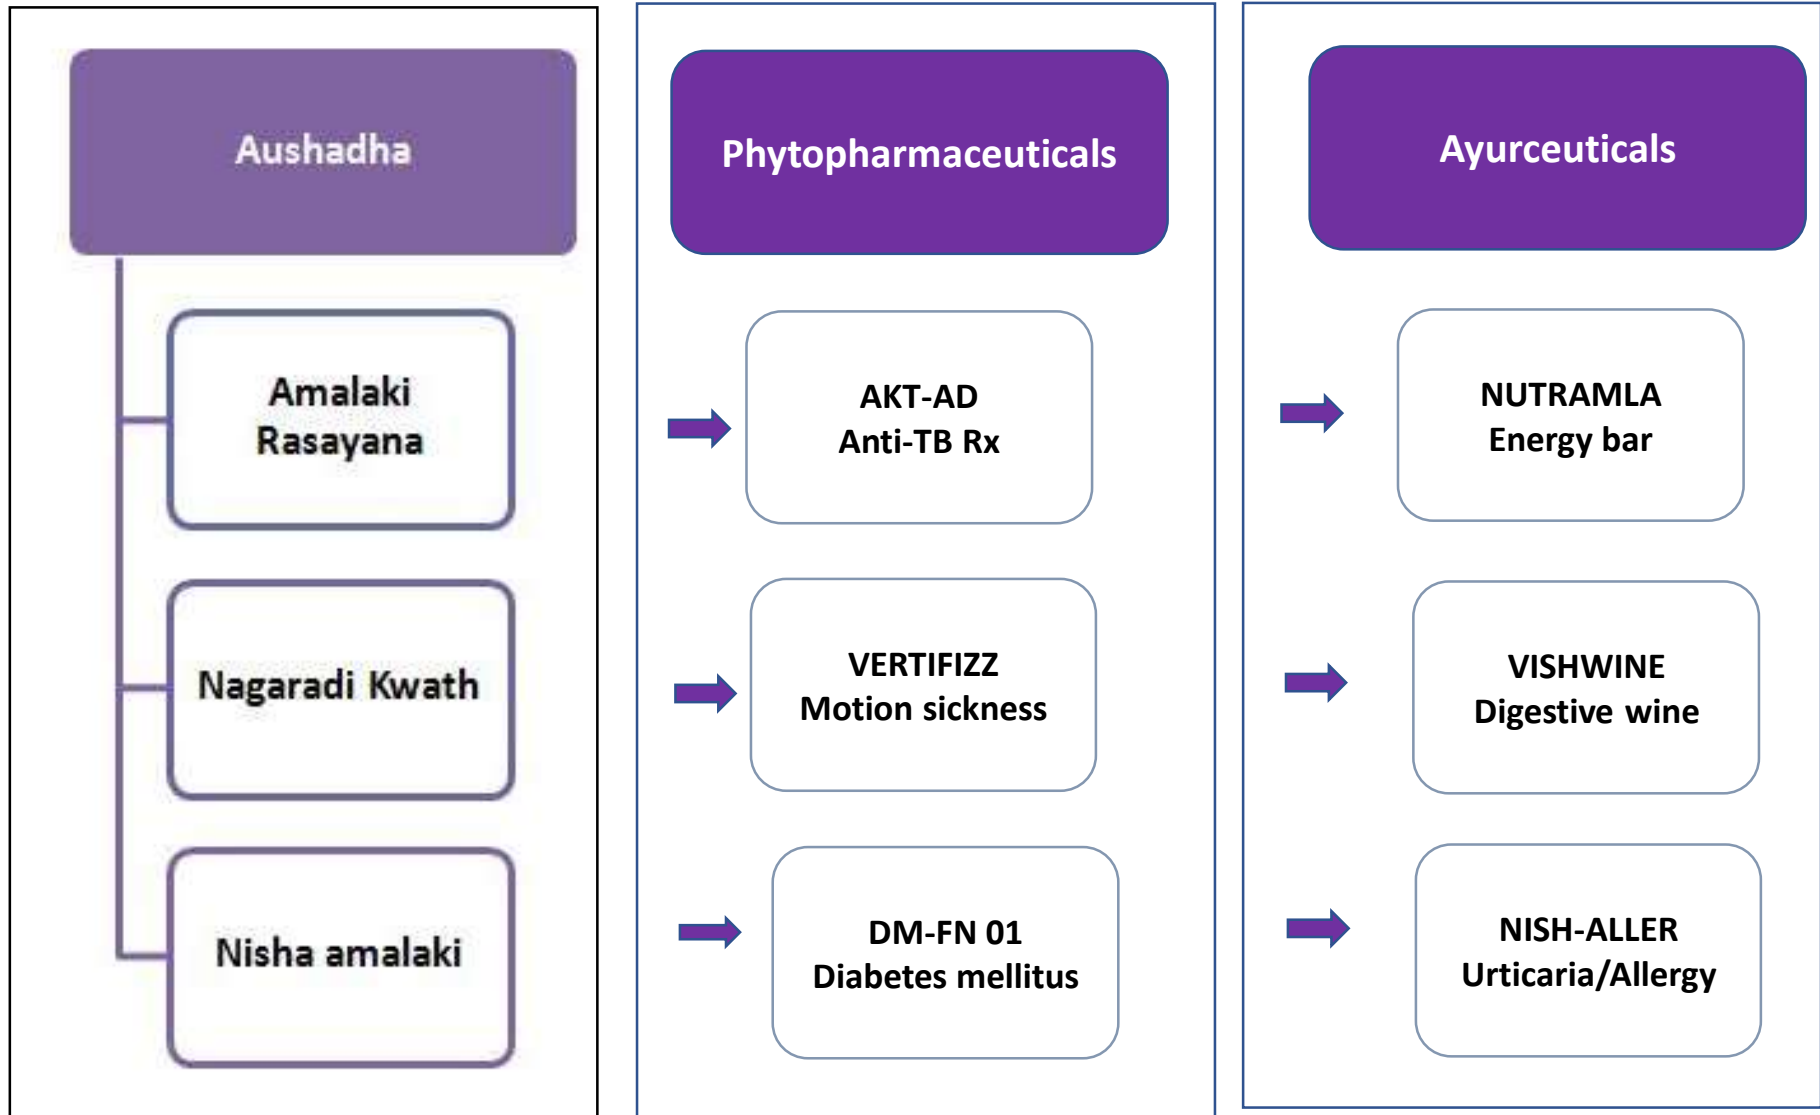 Aushadha
Amalaki
Rasayana
Nagaradi Kwath
Nisha amalaki
Phytopharmaceuticals
AKT-AD
Anti-TB Rx
VERTIFIZZ
Motion sickness
DM-FN 01
Diabetes mellitus
Ayurceuticals
NUTRAMLA
Energy bar
VISHWINE
Digestive wine
NISH-ALLER
Urticaria/Allergy